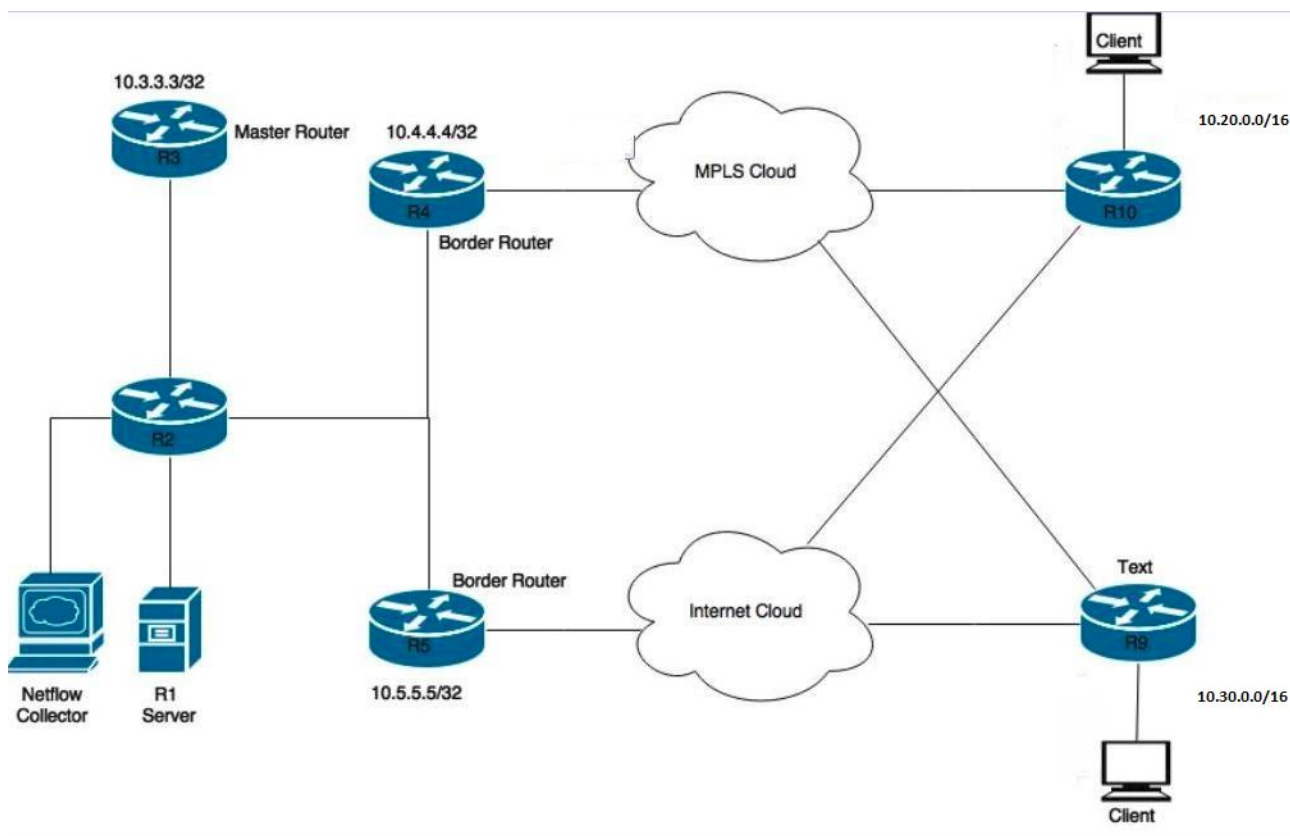 Client
10.3.3.3/32
10.20.0.0/16
Master Router
10.4.4.4/32
R3
MPLS Cloud
R4
R10
Border Router
R2
Border Router
Text
Internet Cloud
R5
R9
Netflow
Collector
R1
Server
10.5.5.5/32
10.30.0.0/16
Client